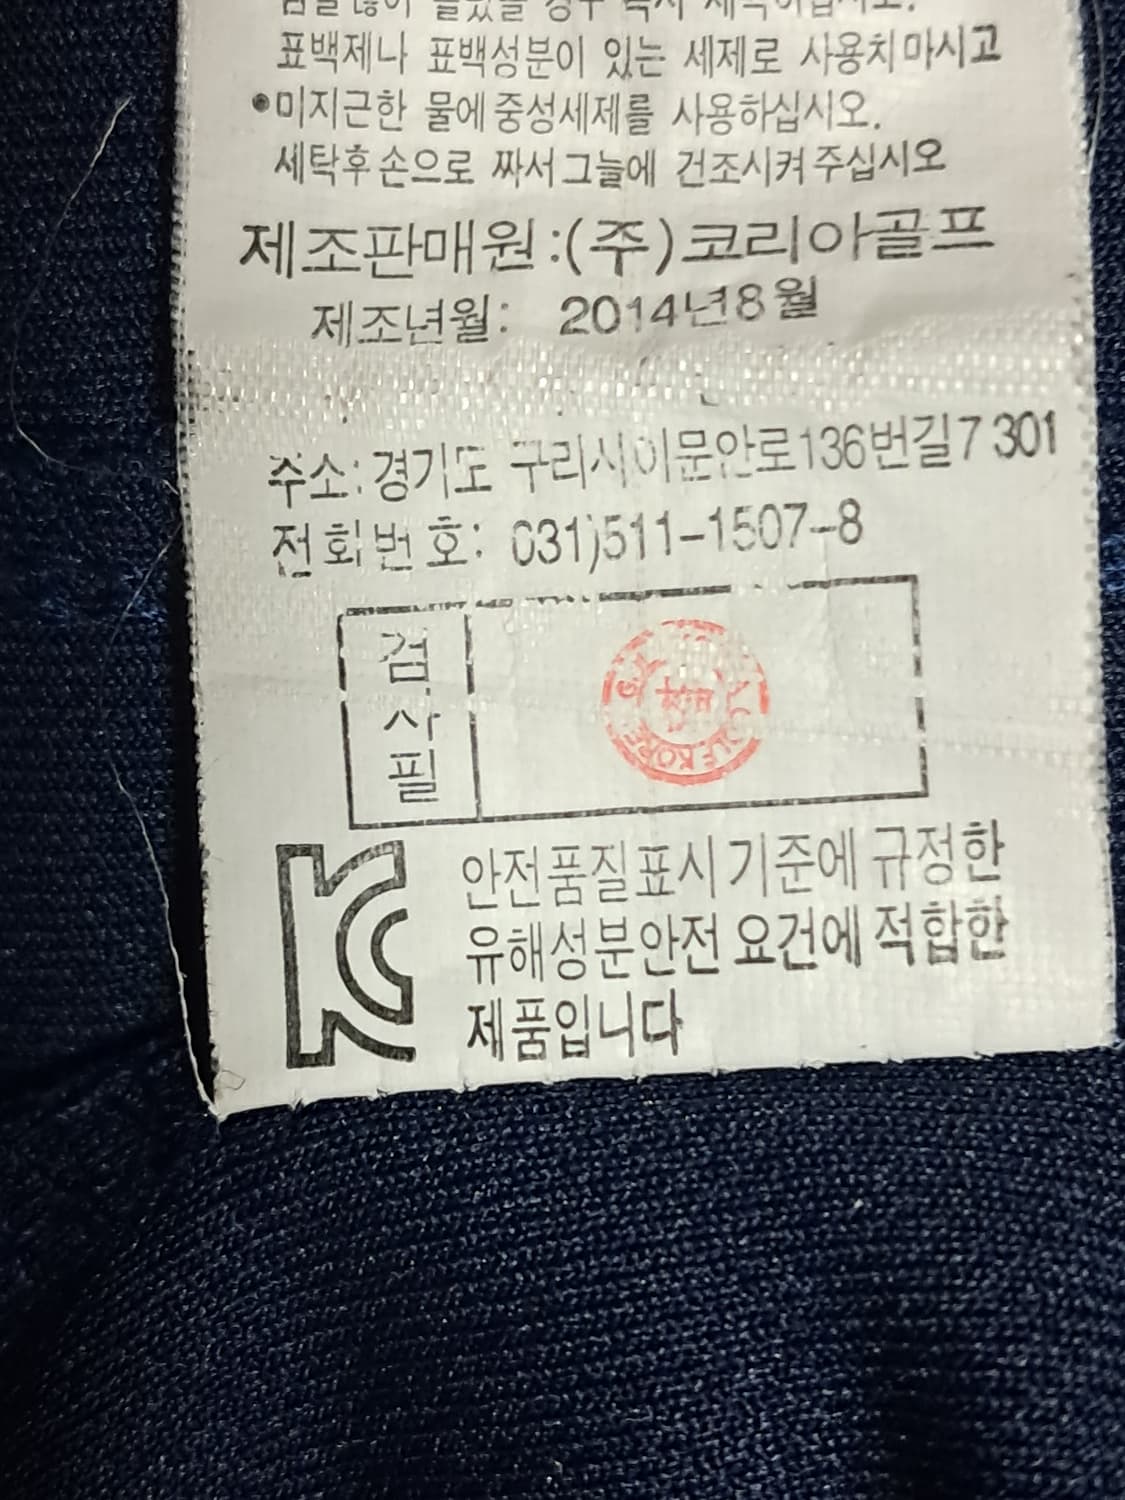 표백제나 표백성분이 있는 세제로 사용치마시고
●미지근한 물에 중성세제를 사용하십시오.
세탁후 손으로 짜서 그늘에 건조시켜 주십시오
제조판매원:(주)코리아골프
제조년월: 2014년8월
주소: 경기도 구리시이문안로136번길7 301
전화번호: 031)511-1507-8
검
사
필
안전품질표시 기준에 규정한
유해성분안전 요건에 적합한
제품입니다